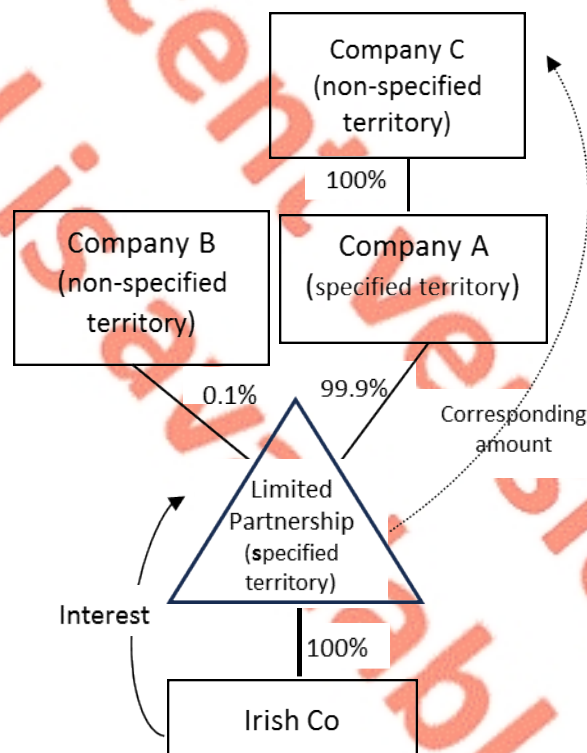 Company C
(non-specified
territory)
100%
Company B
(non-specified
territory)
Company A
(specified territory)
0.1%
99.9%
Corresponding
amount
Limited
Partnership
(specified
territory)
Interest
100%
Irish Co